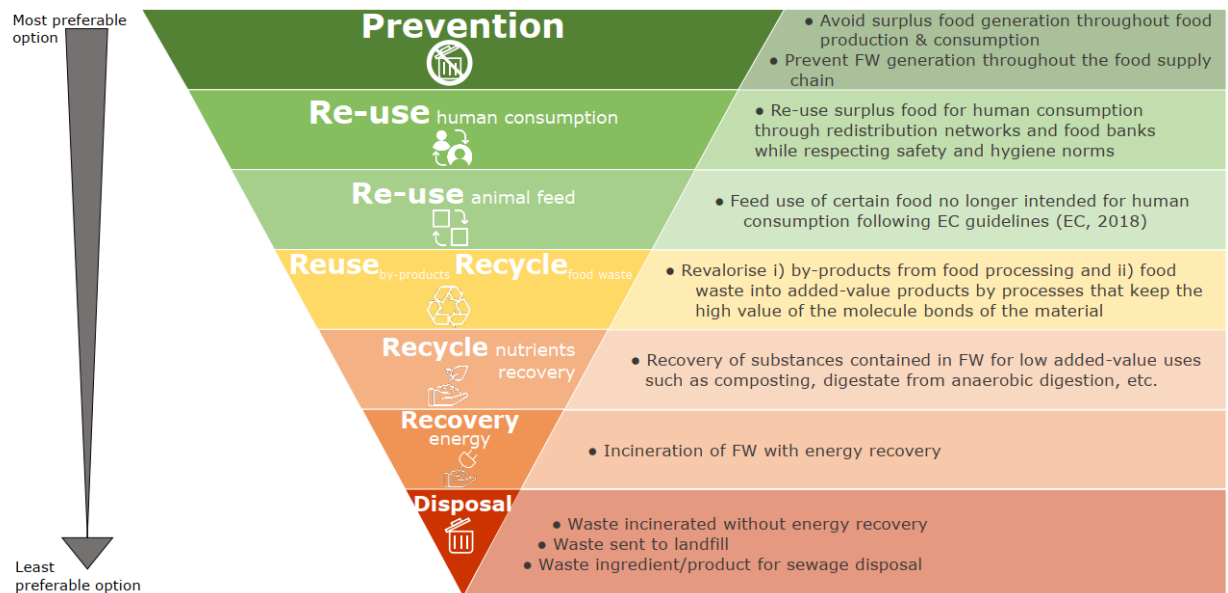 Most preferable
option
Prevention
● Avoid surplus food generation throughout food
production & consumption
● Prevent FW generation throughout the food supply
chain
Re-use human consumption
● Re-use surplus food for human consumption
through redistribution networks and food banks
while respecting safety and hygiene norms
Re-use animal feed
● Feed use of certain food no longer intended for human
consumption following EC guidelines (EC, 2018)
Reuse by-products Recycle food waste
● Revalorise i) by-products from food processing and ii) food
waste into added-value products by processes that keep the
high value of the molecule bonds of the material
Recycle nutrients
recovery
● Recovery of substances contained in FW for low added-value uses
such as composting, digestate from anaerobic digestion, etc.
Recovery
energy
● Incineration of FW with energy recovery
Disposal
● Waste incinerated without energy recovery
● Waste sent to landfill
● Waste ingredient/product for sewage disposal
Least
preferable option